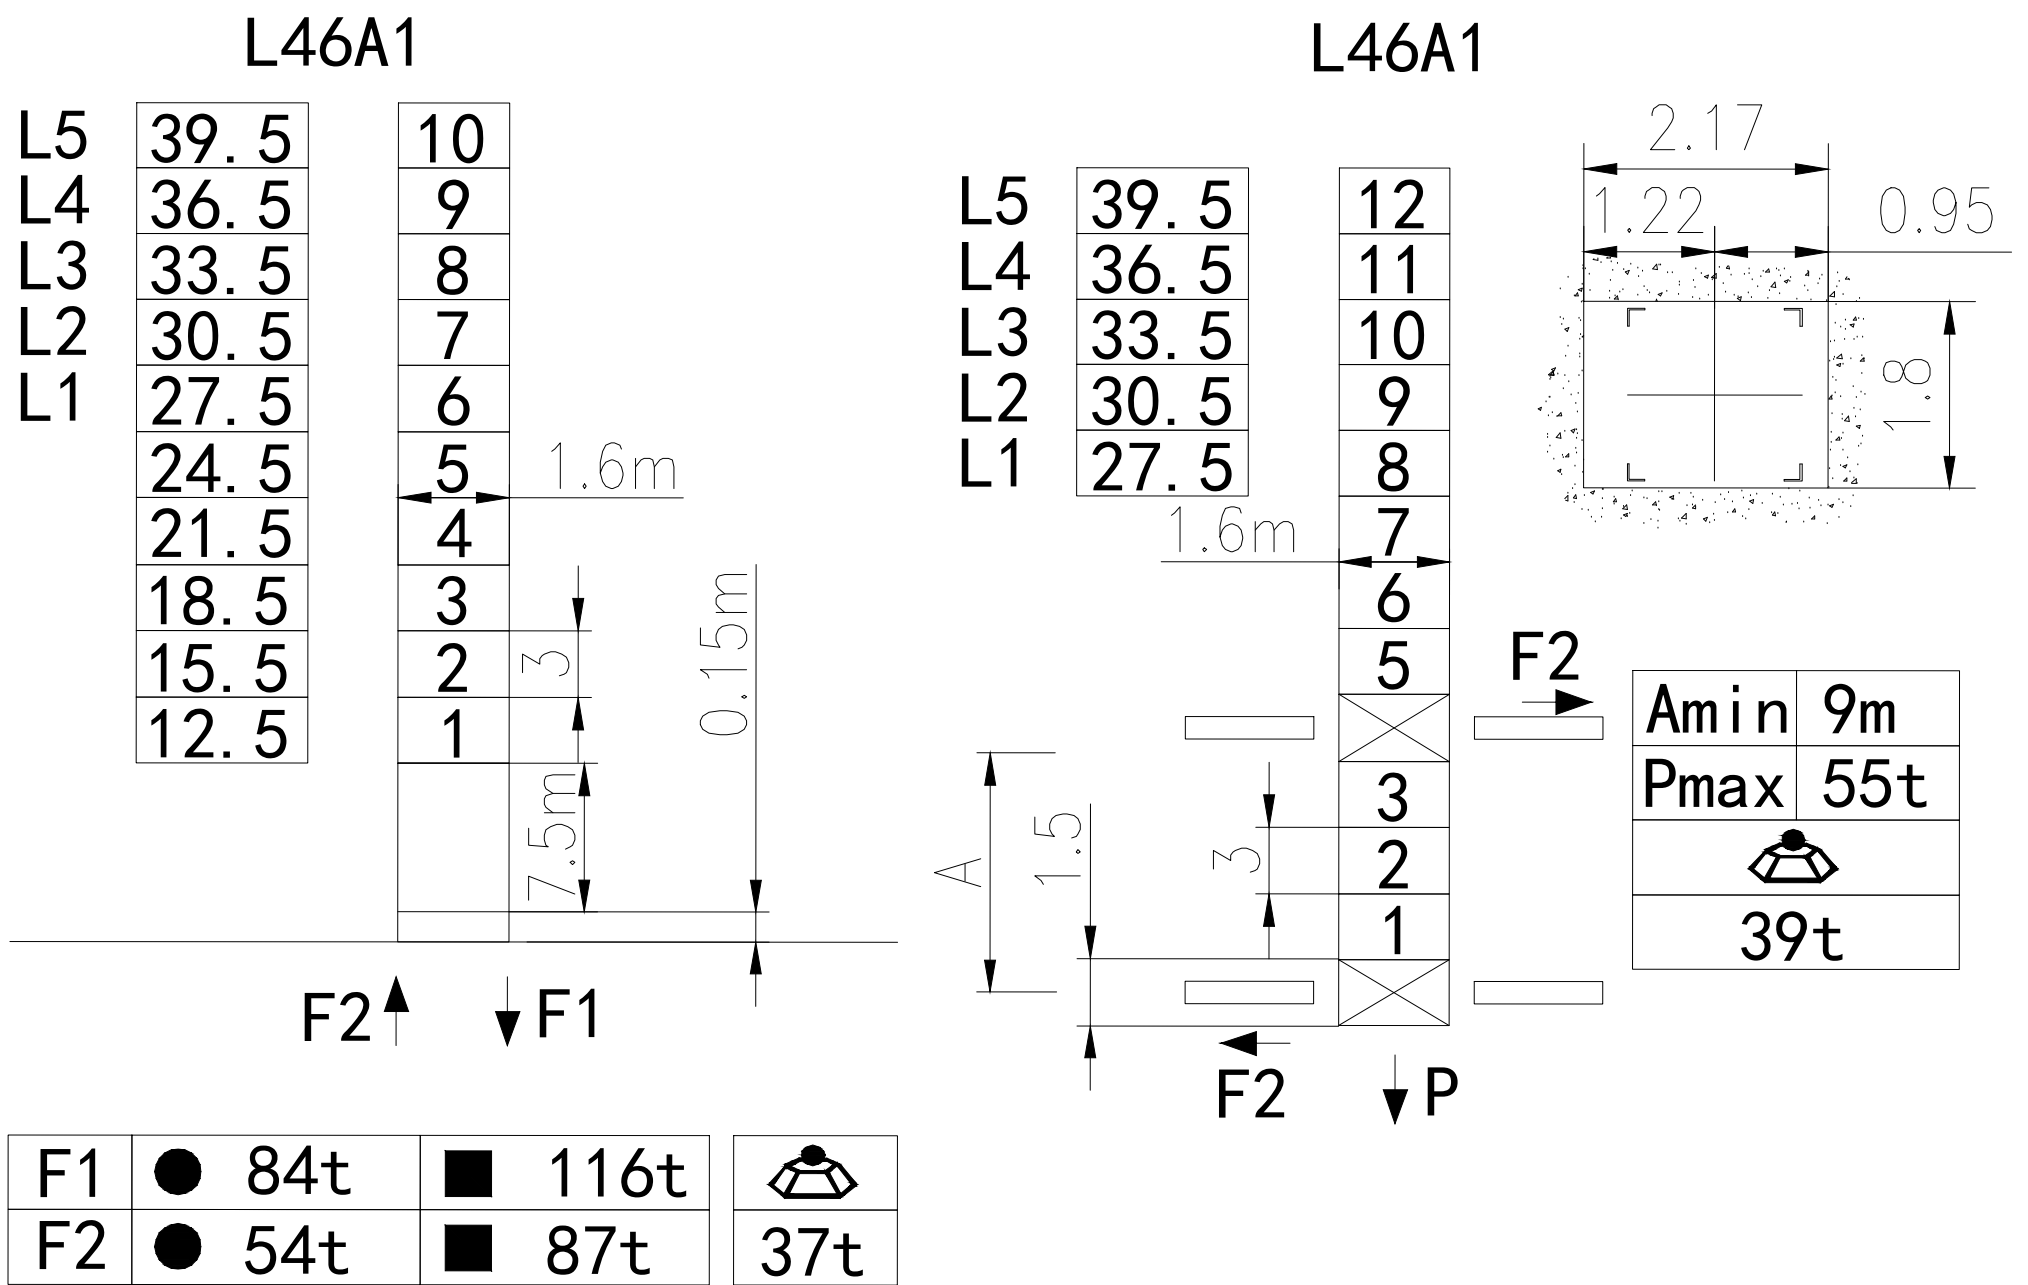 L46A1
L5 39.5 10
L4 36.5 9
L3 33.5 8
L2 30.5 7
L1 27.5 6
24.5 5
1.6m
21.5 4
18.5 3
15.5 2
12.5 1
3
0.15m
7.5m
F2 F1
F1 84t 116t
F2 54t 87t 37t
L46A1
L5 39.5 12
L4 36.5 11
L3 33.5 10
L2 30.5 9
L1 27.5 8
7
1.6m
6
5
F2
3
2
1
A
1.5
3
F2 P
2.17
1.22 0.95
1.8
Amin 9m
Pmax 55t
39t